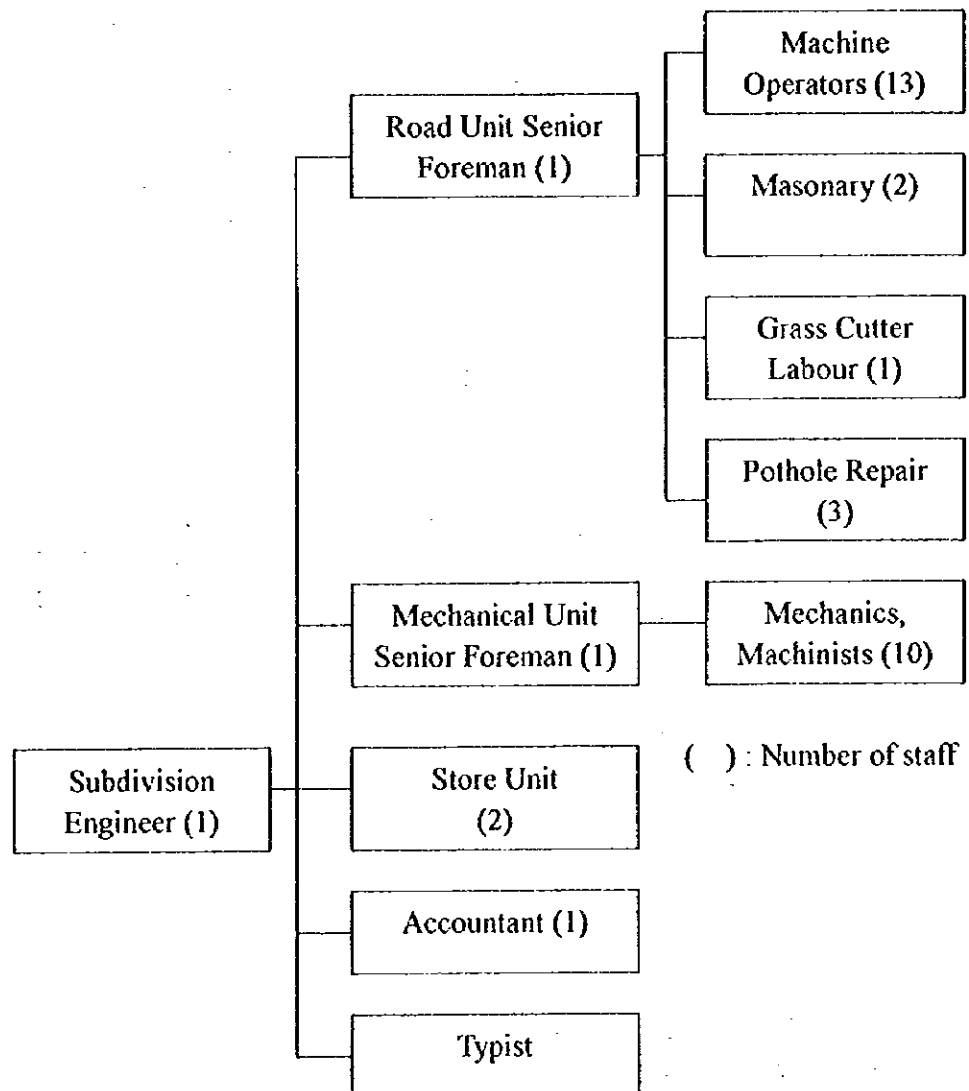 Machine
Operators (13)
Road Unit Senior
Foreman (1)
Masonary (2)
Grass Cutter
Labour (1)
Pothole Repair
(3)
Mechanical Unit
Senior Foreman (1)
Mechanics,
Machinists (10)
( ) : Number of staff
Subdivision
Engineer (1)
Store Unit
(2)
Accountant (1)
Typist